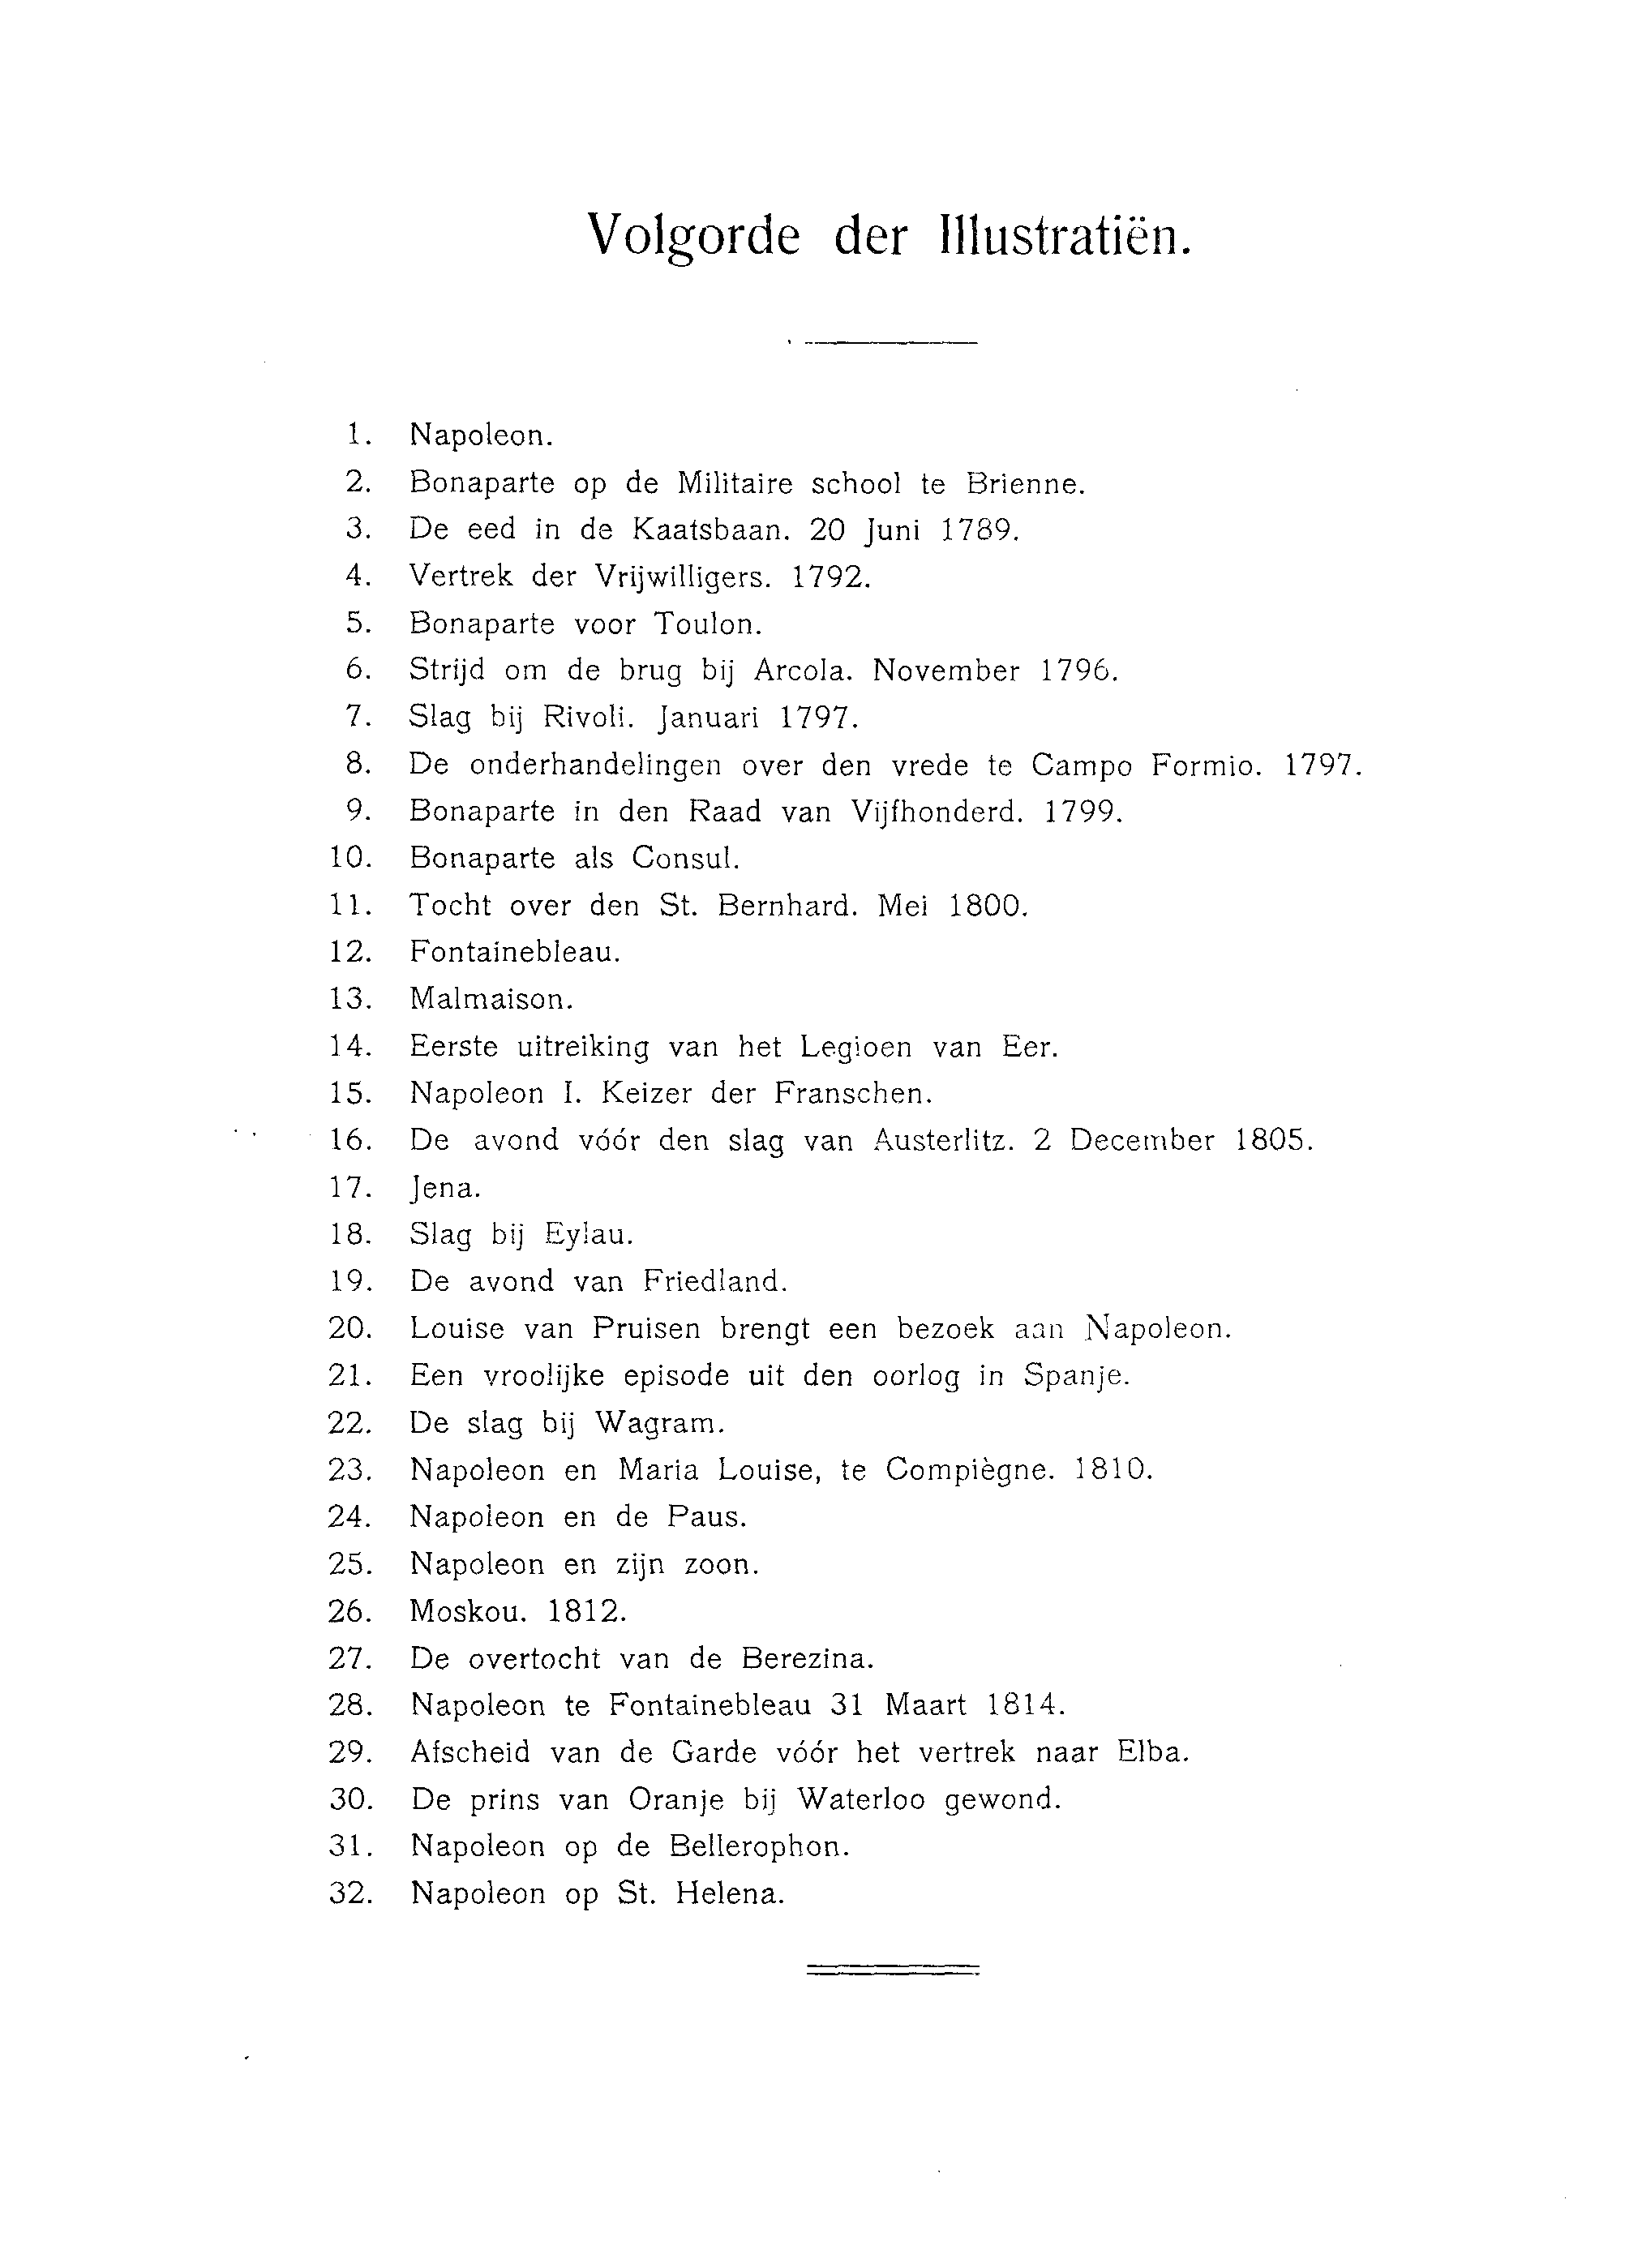 Volgorde der Illustratiën.
1. Napoleon.
2. Bonaparte op de Militaire school te Brienne.
3. De eed in de Kaatsbaan. 20 Juni 1789.
4. Vertrek der Vrijwilligers. 1792.
5. Bonaparte voor Toulon.
6. Strijd om de brug bij Arcola. November 1796.
7. Slag bij Rivoli. Januari 1797.
8. De onderhandelingen over den vrede te Campo Formio. 1797.
9. Bonaparte in den Raad van Vijfhonderd. 1799.
10. Bonaparte als Consul.
11. Tocht over den St. Bernhard. Mei 1800.
12. Fontainebleau.
13. Malmaison.
14. Eerste uitreiking van het Legioen van Eer.
15. Napoleon I. Keizer der Franschen.
16. De avond vóór den slag van Austerlitz. 2 December 1805.
17. Jena.
18. Slag bij Eylau.
19. De avond van Friedland.
20. Louise van Pruisen brengt een bezoek aan Napoleon.
21. Een vroolijke episode uit den oorlog in Spanje.
22. De slag bij Wagram.
23. Napoleon en Maria Louise, te Compiègne. 1810.
24. Napoleon en de Paus.
25. Napoleon en zijn zoon.
26. Moskou. 1812.
27. De overtocht van de Berezina.
28. Napoleon te Fontainebleau 31 Maart 1814.
29. Afscheid van de Garde vóór het vertrek naar Elba.
30. De prins van Oranje bij Waterloo gewond.
31. Napoleon op de Bellerophon.
32. Napoleon op St. Helena.